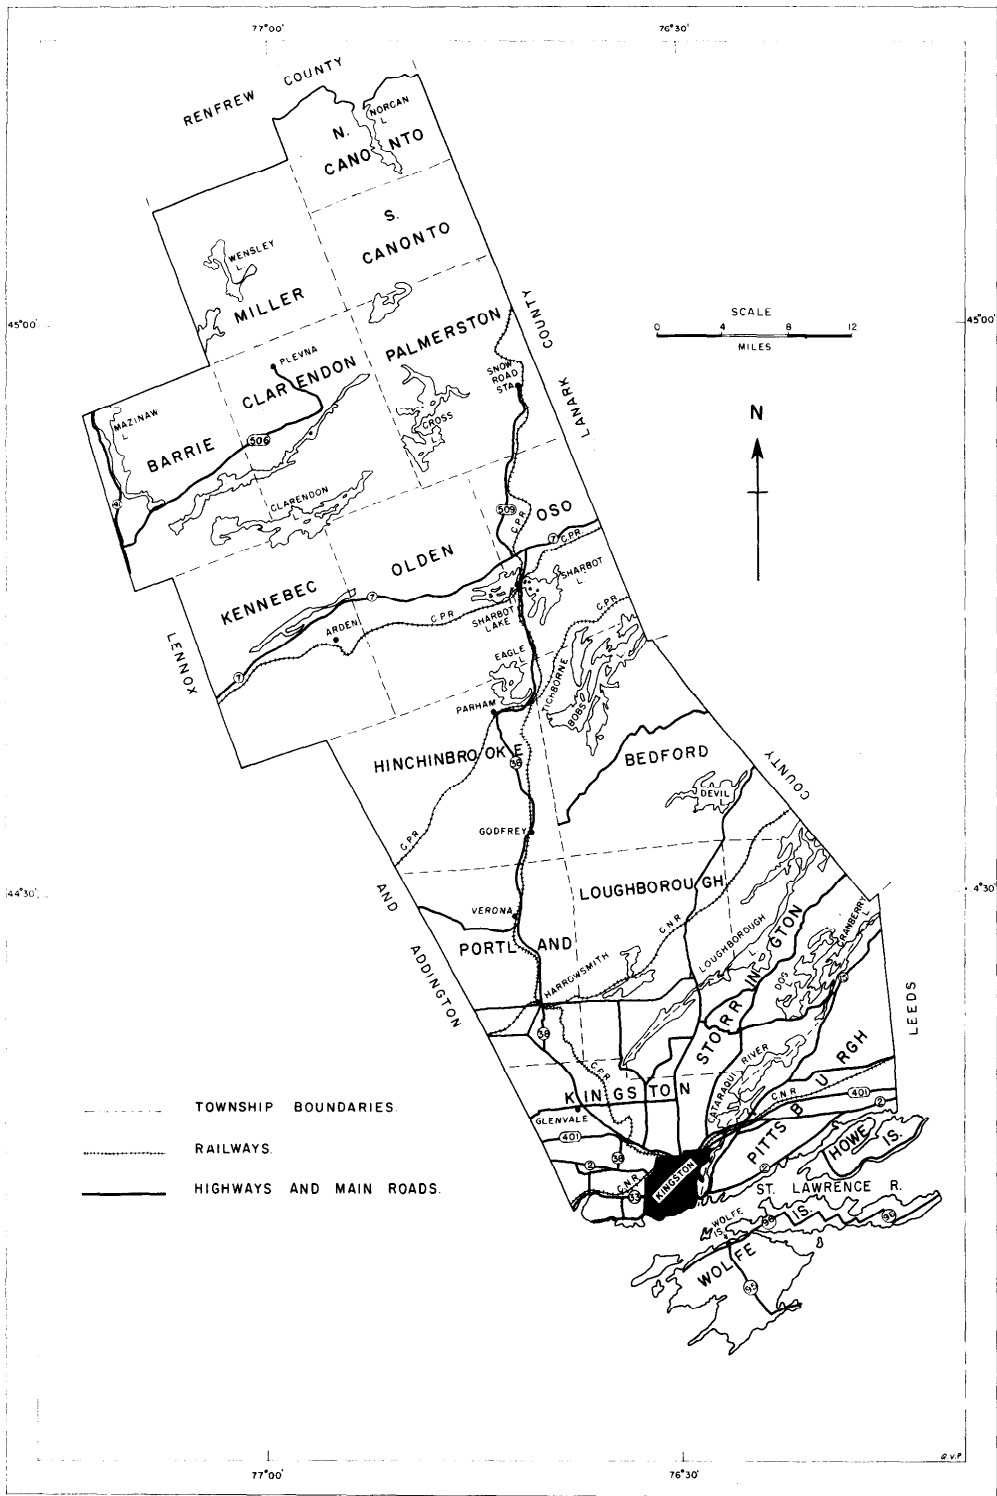 77°00'
76°30'
RENFREW COUNTY
NORCAN
L.
N.
CANONTO
S.
CANONTO
WENSLEY
L.
MILLER
45°00'
45°00'
SCALE
0 4 8 12
MILES
PLEVNA
CLARENDON
PALMERSTON
COUNTY
LANARK
SNOW
ROAD
STA.
MAZINAW
L.
BARRIE
506
CROSS
L.
N
CLARENDON
L.
41
509
C.P.R.
OSO
7
C.P.R.
OLDEN
KENNEBEC
7
SHARBOT
L.
C.P.R.
SHARBOT
LAKE
C.P.R.
ARDEN
LENNOX
7
EAGLE
L.
TICHBORNE
BOBS
L.
PARHAM
HINCHINBROOKE
38
BEDFORD
COUNTY
DEVIL
L.
C.P.R.
GODFREY
44°30'
4°30'
AND
LOUGHBOROUGH
VERONA
C.N.R.
PORTLAND
LOUGHBOROUGH
L.
STORRINGTON
CRANBERRY
L.
DOG
L.
15
ADDINGTON
HARROWSMITH
LEEDS
38
C.P.R.
KINGSTON
CATARAQUI RIVER
C.N.R.
401
2
PITTSBURGH
GLENVALE
401
38
2
2
C.N.R.
33
KINGSTON
HOWE
IS.
ST. LAWRENCE R.
WOLFE
IS.
96
96
WOLFE IS.
95
TOWNSHIP BOUNDARIES.
RAILWAYS.
HIGHWAYS AND MAIN ROADS.
77°00'
76°30'
G.V.P.